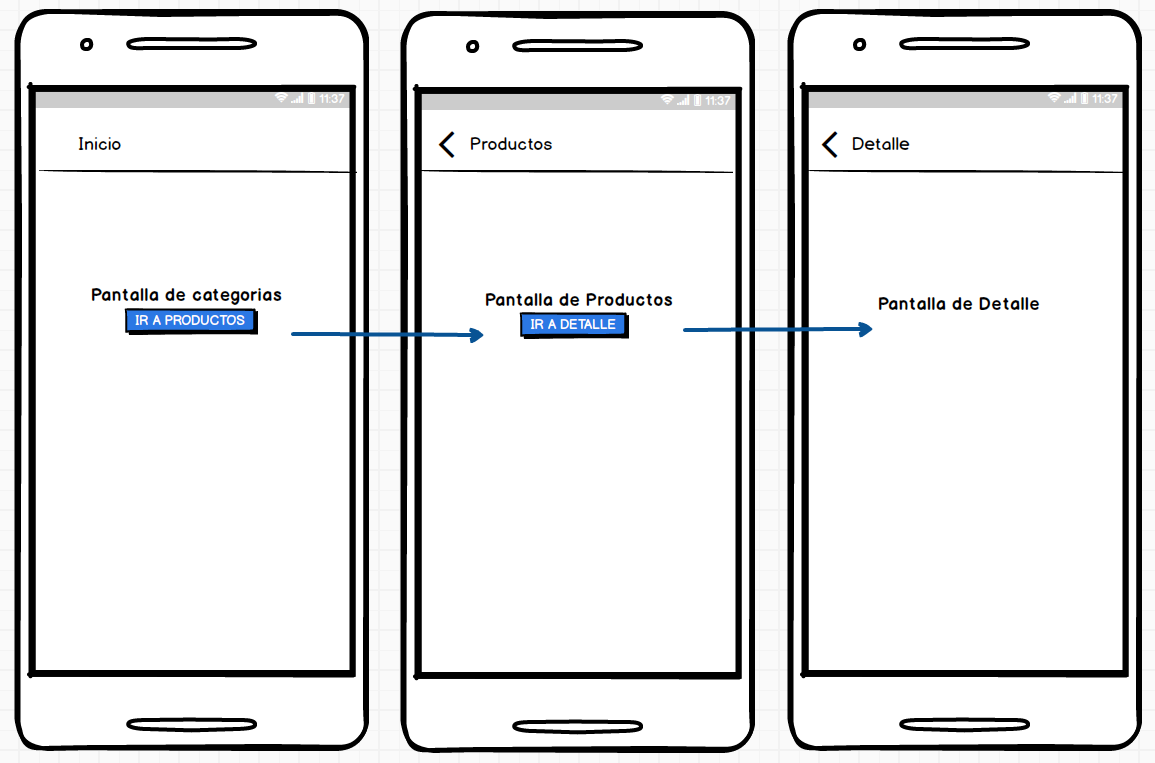 11:37
Inicio
Pantalla de categorias
IR A PRODUCTOS
11:37
Productos
Pantalla de Productos
IR A DETALLE
11:37
Detalle
Pantalla de Detalle